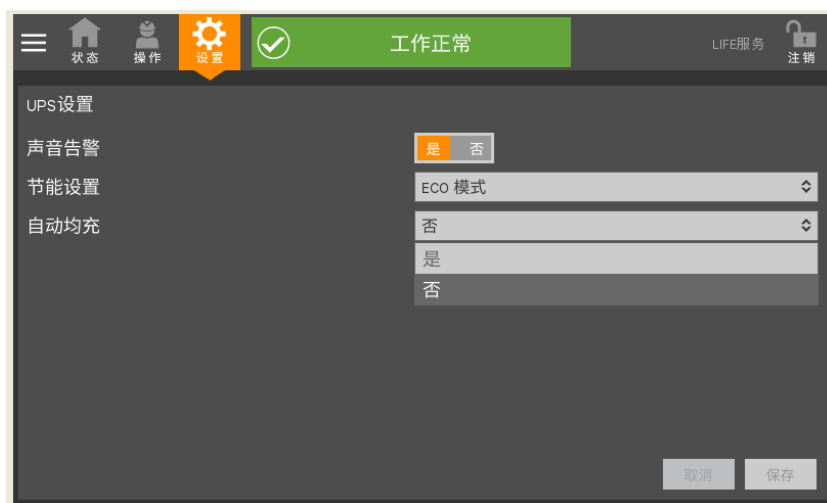 状态 操作 设置 工作正常 LIFE服务 注销
UPS设置
声音告警 是 否
节能设置 ECO 模式
自动均充 否
是
否
取消 保存